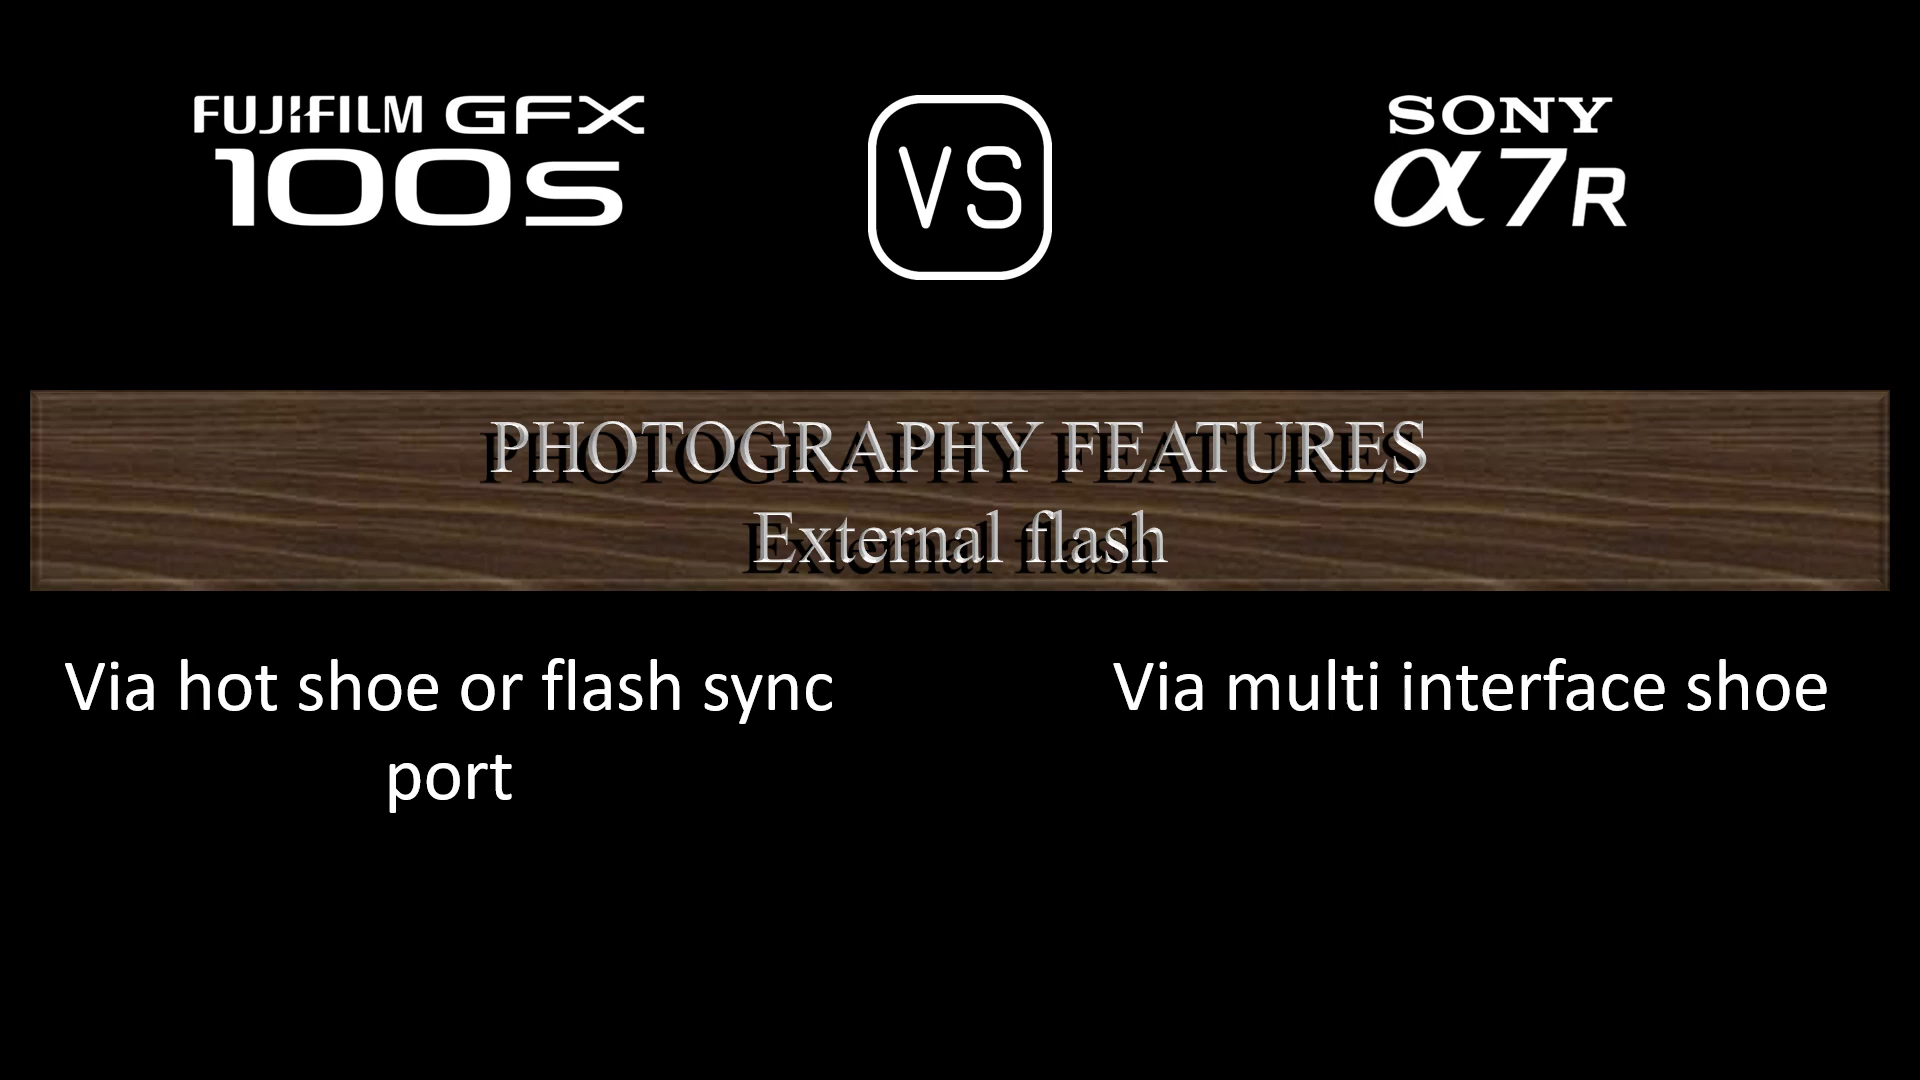 FUJIFILM GFX
100S
VS
SONY
α7R
PHOTOGRAPHY FEATURES
External flash
Via hot shoe or flash sync
port
Via multi interface shoe